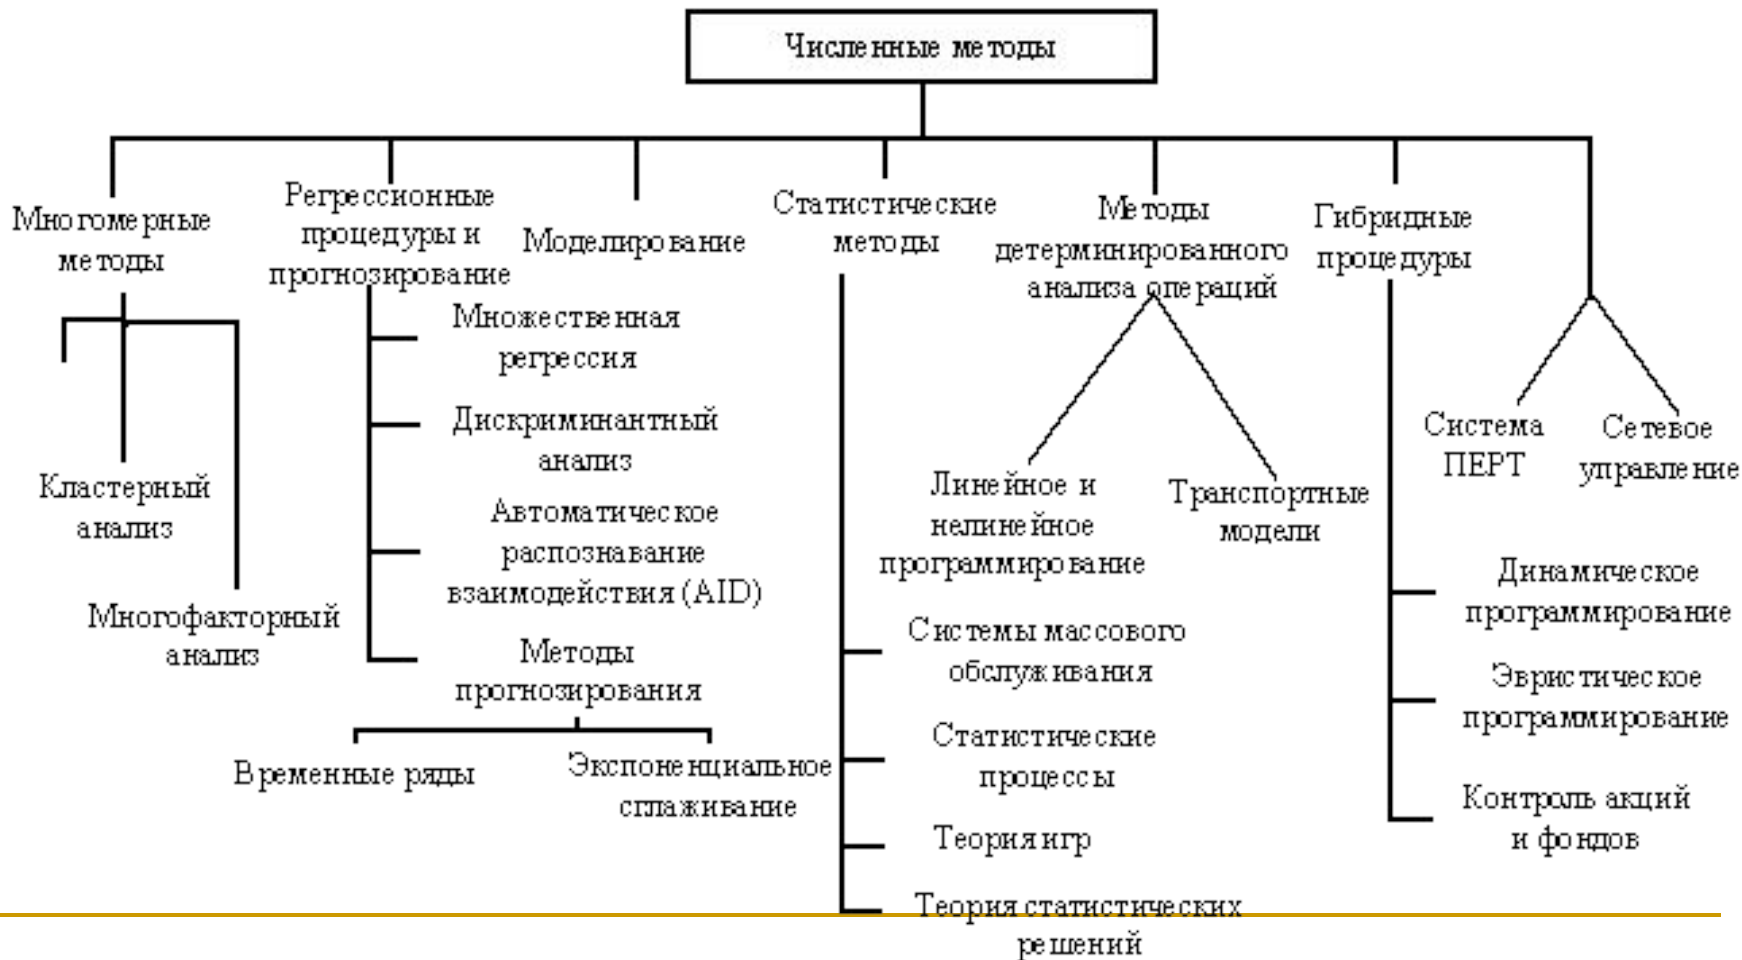 Численные методы
Многомерные
методы
Кластерный
анализ
Многофакторный
анализ
Регрессионные
процедуры и
прогнозирование
Множественная
регрессия
Дискриминантный
анализ
Автоматическое
распознавание
взаимодействия (AID)
Методы
прогнозирования
Временные ряды
Экспоненциальное
сглаживание
Моделирование
Статистические
методы
Системы массового
обслуживания
Статистические
процессы
Теория игр
Теория статистических
решений
Методы
детерминированного
анализа операций
Линейное и
нелинейное
программирование
Транспортные
модели
Гибридные
процедуры
Динамическое
программирование
Эвристическое
программирование
Контроль акций
и фондов
Система
ПЕРТ
Сетевое
управление